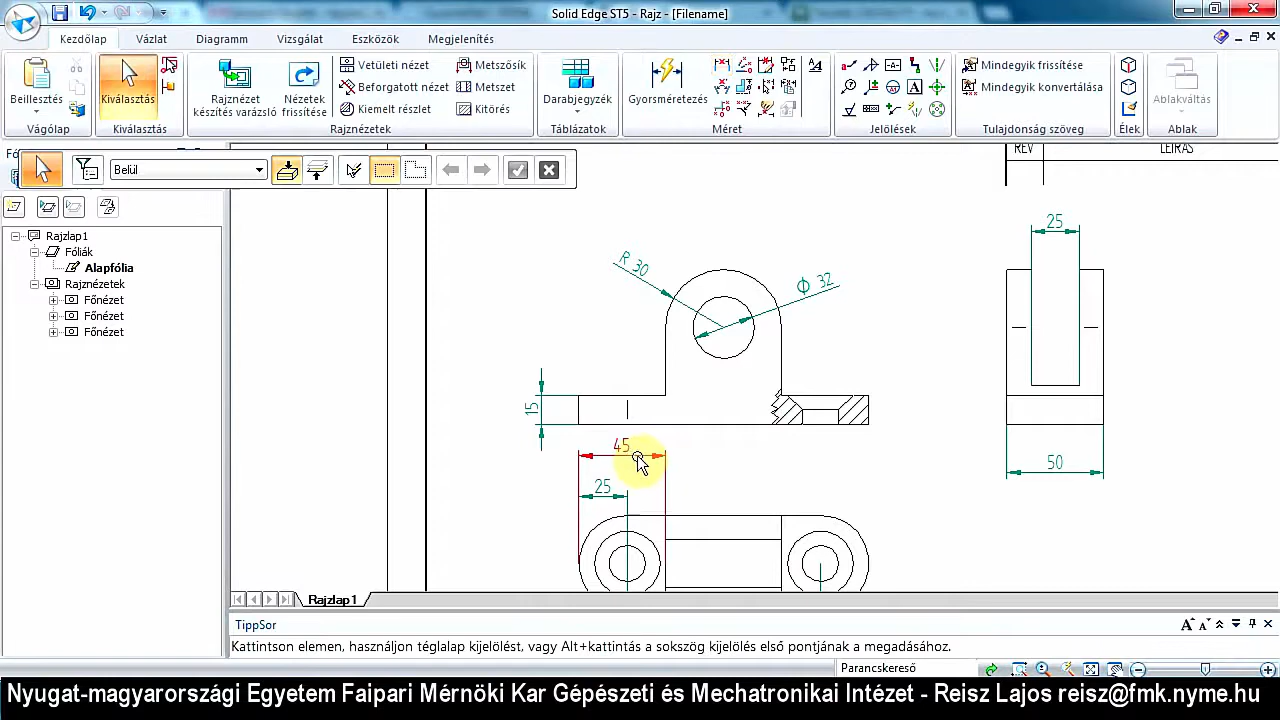 Solid Edge ST5 - Rajz - [Filename]
Kezdőlap Vázlat Diagramm Vizsgálat Eszközök Megjelenítés
Beillesztés
Kiválasztás
Rajznézet készítés varázsló
Nézetek frissítése
Vetületi nézet
Beforgatott nézet
Kiemelt részlet
Metszősík
Metszet
Kitörés
Darabjegyzék
Gyorsméretezés
Mindegyik frissítése
Mindegyik konvertálása
Ablakváltás
Vágólap Kiválasztás Rajznézetek Táblázatok Méret Jelölések Tulajdonság szöveg Élek Ablak
Belül
Rajzlap1
Fóliák
Alapfólia
Rajznézetek
Főnézet
Főnézet
Főnézet
REV LEÍRÁS
25
R 30
Φ 32
15
45
25
50
Rajzlap1
TippSor
Kattintson elemen, használjon téglalap kijelölést, vagy Alt+kattintás a sokszög kijelölés első pontjának a megadásához.
Parancskereső
Nyugat-magyarországi Egyetem Faipari Mérnöki Kar Gépészeti és Mechatronikai Intézet - Reisz Lajos reisz@fmk.nyme.hu